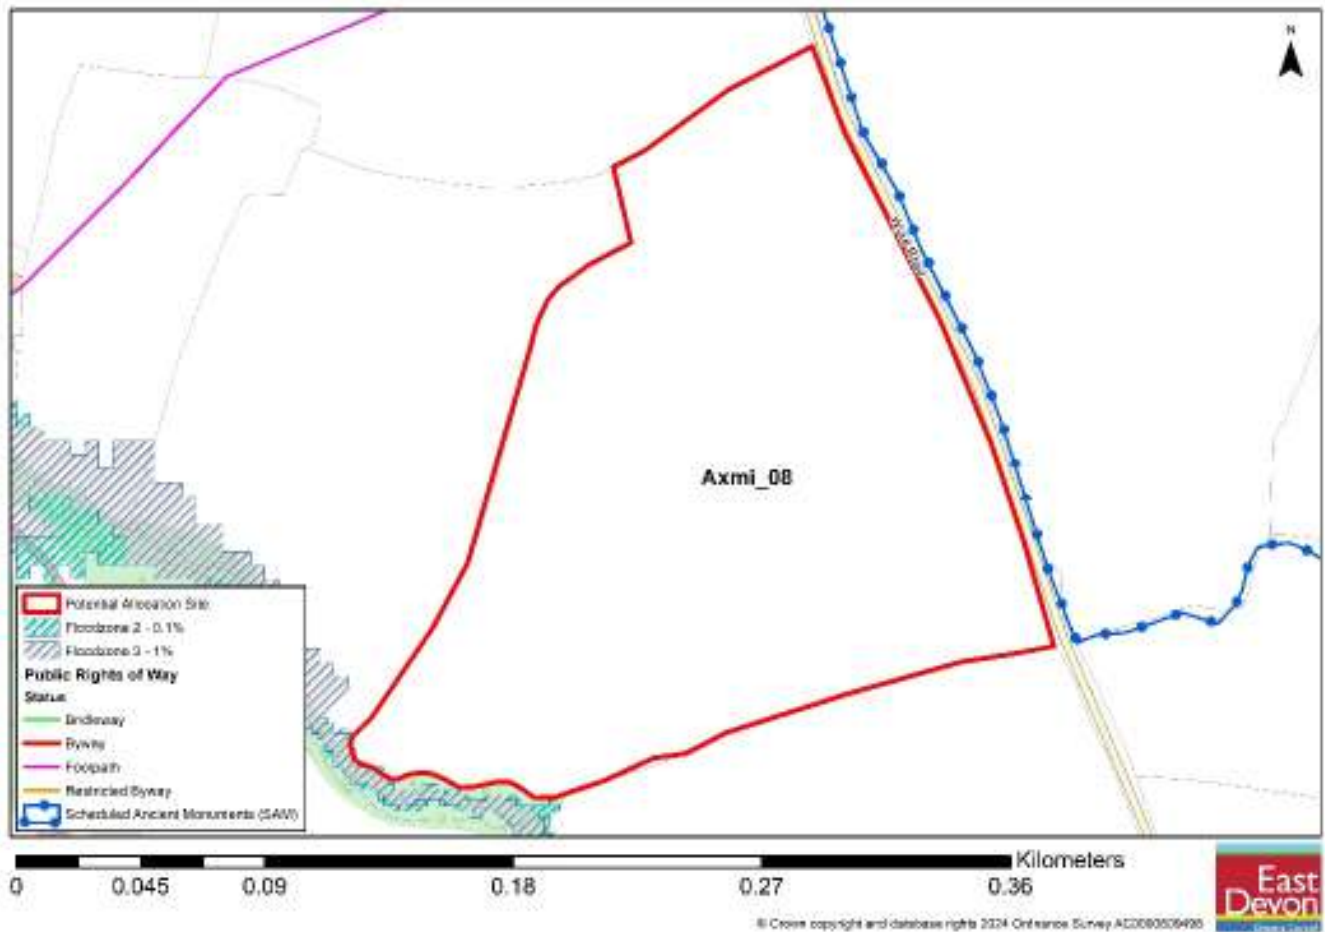 N
Axmi_08
Potential Allocation Site
Floodzone 2 - 0.1%
Floodzone 3 - 1%
Public Rights of Way
Status
Bridleway
Byway
Footpath
Restricted Byway
Scheduled Ancient Monuments (SAM)
Kilometers
0 0.045 0.09 0.18 0.27 0.36
East
Devon
© Crown copyright and database rights 2024 Ordnance Survey